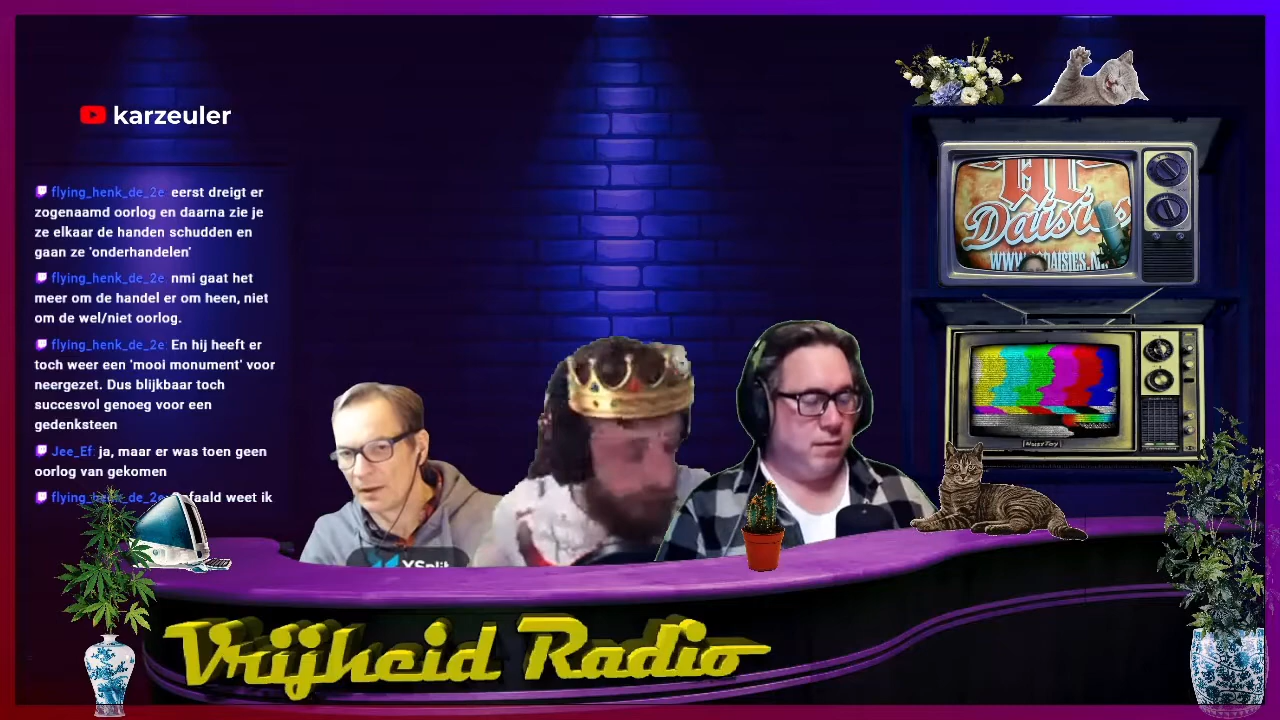 karzeuler
flying_henk_de_2e: eerst dreigt er
zogenaamd oorlog en daarna zie je
ze elkaar de handen schudden en
gaan ze 'onderhandelen'
flying_henk_de_2e: nmi gaat het
meer om de handel er om heen, niet
om de wel/niet oorlog.
flying_henk_de_2e: En hij heeft er
toch weer een 'mooi monument' voor
neergezet. Dus blijkbaar toch
succesvol genoeg voor een
gedenksteen
Jee_Ef: ja, maar er was toen geen
oorlog van gekomen
faald weet ik
Daisies
XSplit
Vrijheid Radio